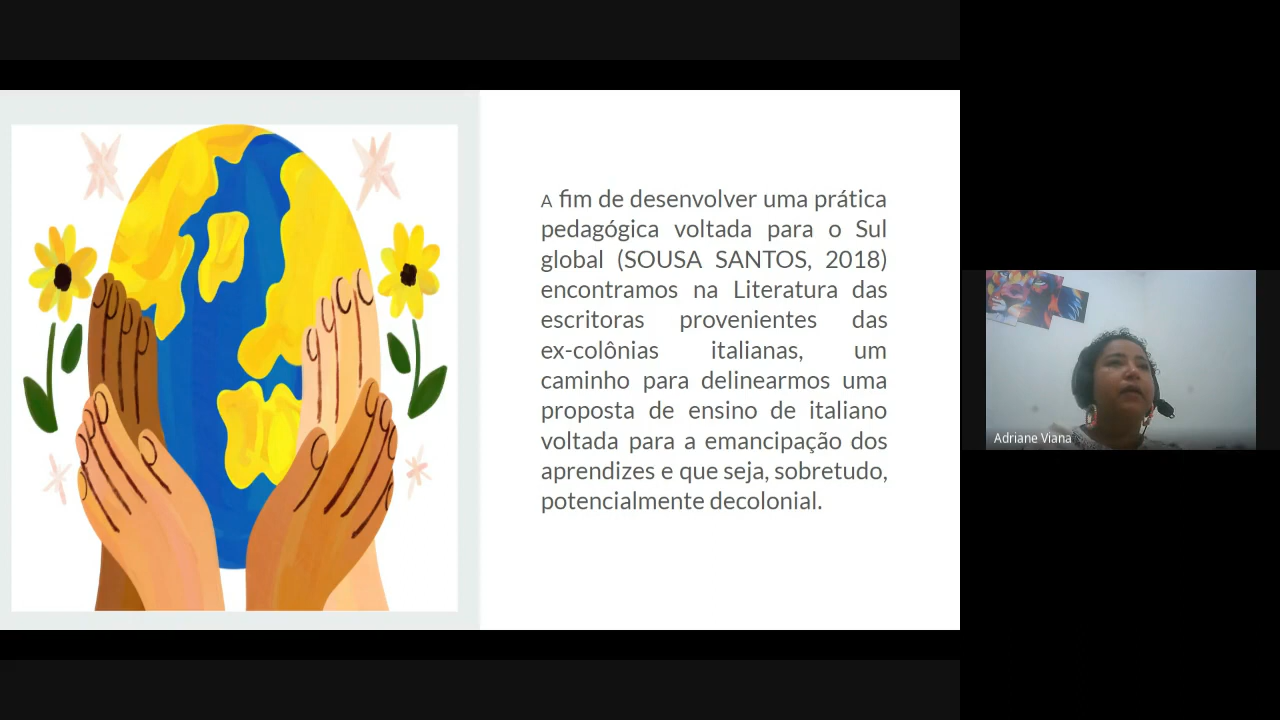 A fim de desenvolver uma prática
pedagógica voltada para o Sul
global (SOUSA SANTOS, 2018)
encontramos na Literatura das
escritoras provenientes das
ex-colônias italianas, um
caminho para delinearmos uma
proposta de ensino de italiano
voltada para a emancipação dos
aprendizes e que seja, sobretudo,
potencialmente decolonial.
Adriane Viana